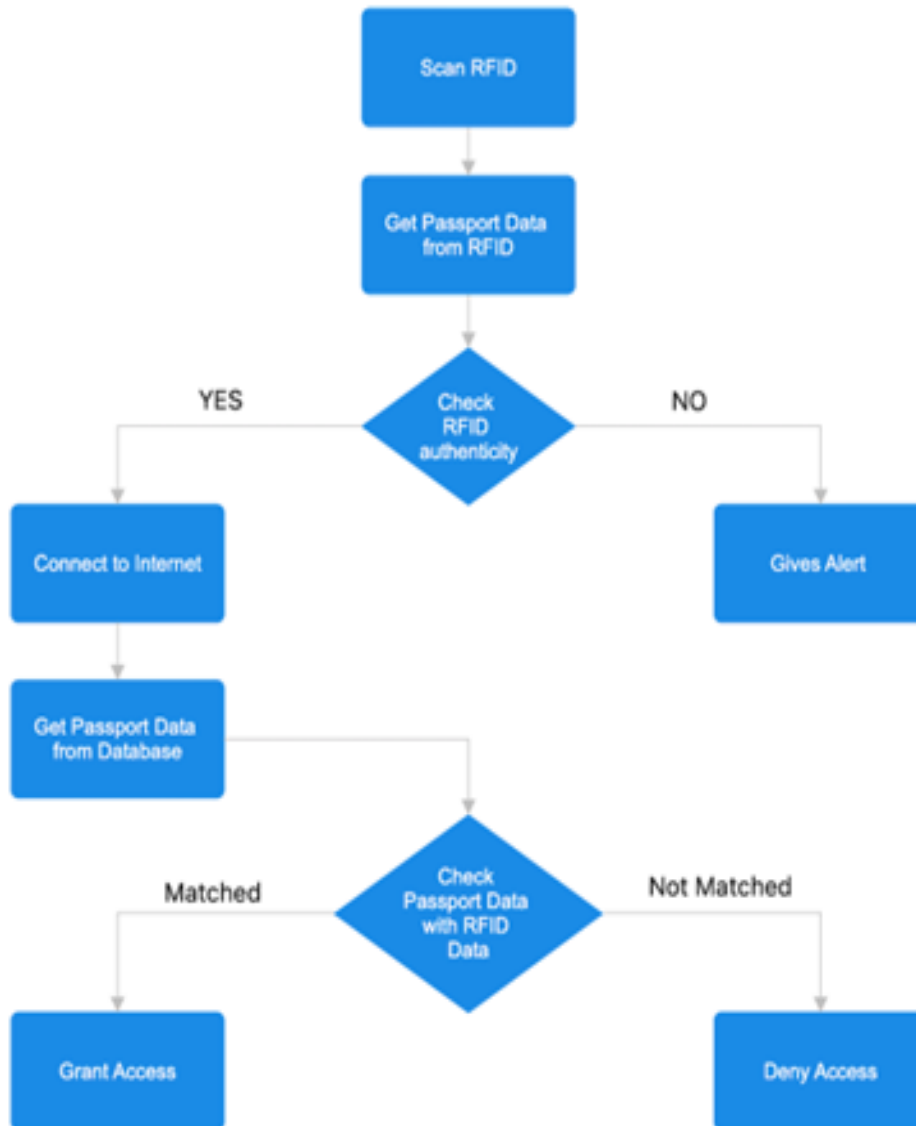 Scan RFID
Get Passport Data
from RFID
YES
Check
RFID
authenticity
NO
Connect to Internet
Gives Alert
Get Passport Data
from Database
Matched
Check
Passport Data
with RFID
Data
Not Matched
Grant Access
Deny Access